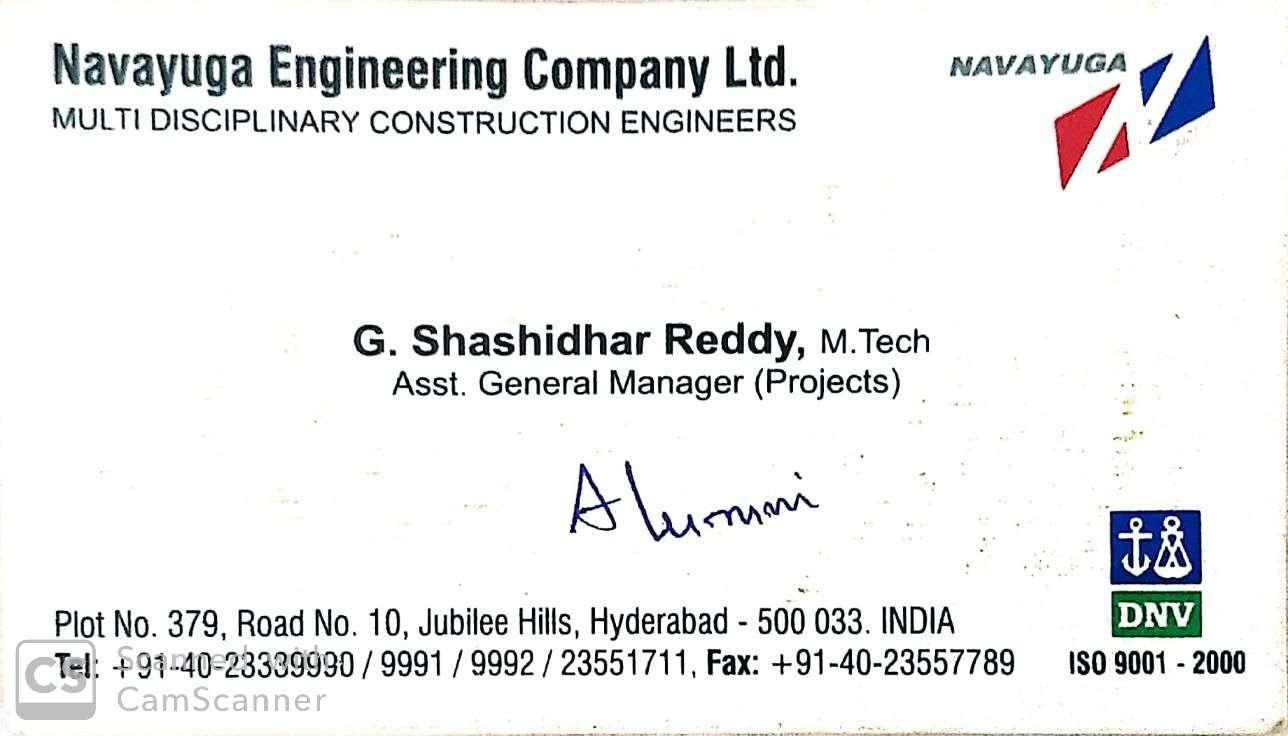 Navayuga Engineering Company Ltd.
MULTI DISCIPLINARY CONSTRUCTION ENGINEERS
NAVAYUGA
G. Shashidhar Reddy, M.Tech
Asst. General Manager (Projects)
Alumni
DNV
Plot No. 379, Road No. 10, Jubilee Hills, Hyderabad - 500 033. INDIA
Tel: +91-40-23339990 / 9991 / 9992 / 23551711, Fax: +91-40-23557789
ISO 9001 - 2000
CS
Scanned with
CamScanner